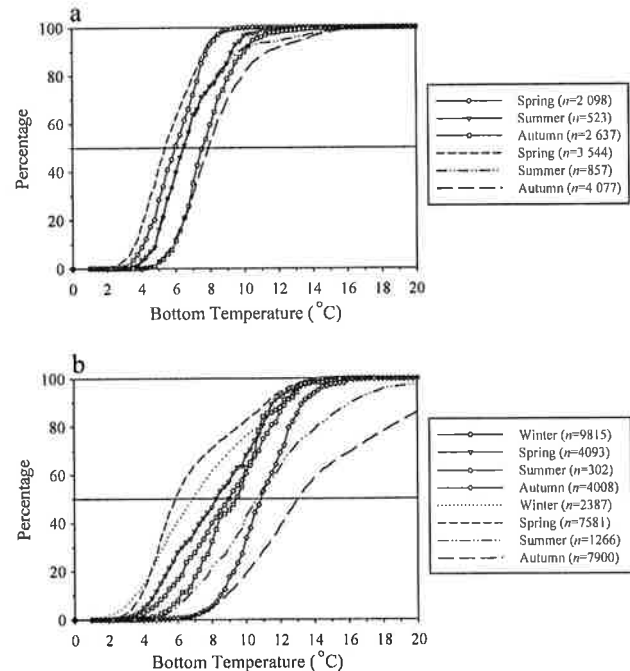 a
100
80
60
40
20
0
Percentage
0 2 4 6 8 10 12 14 16 18 20
Bottom Temperature (°C)
Spring (n=2 098)
Summer (n=523)
Autumn (n=2 637)
Spring (n=3 544)
Summer (n=857)
Autumn (n=4 077)
b
100
80
60
40
20
0
Percentage
0 2 4 6 8 10 12 14 16 18 20
Bottom Temperature (°C)
Winter (n=9815)
Spring (n=4093)
Summer (n=302)
Autumn (n=4008)
Winter (n=2387)
Spring (n=7581)
Summer (n=1266)
Autumn (n=7900)